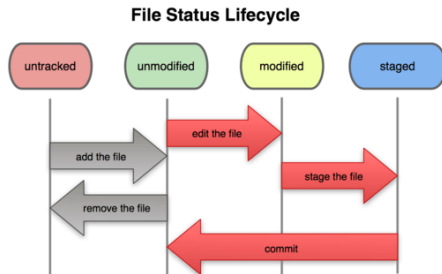 File Status Lifecycle
untracked
unmodified
modified
staged
edit the file
add the file
stage the file
remove the file
commit